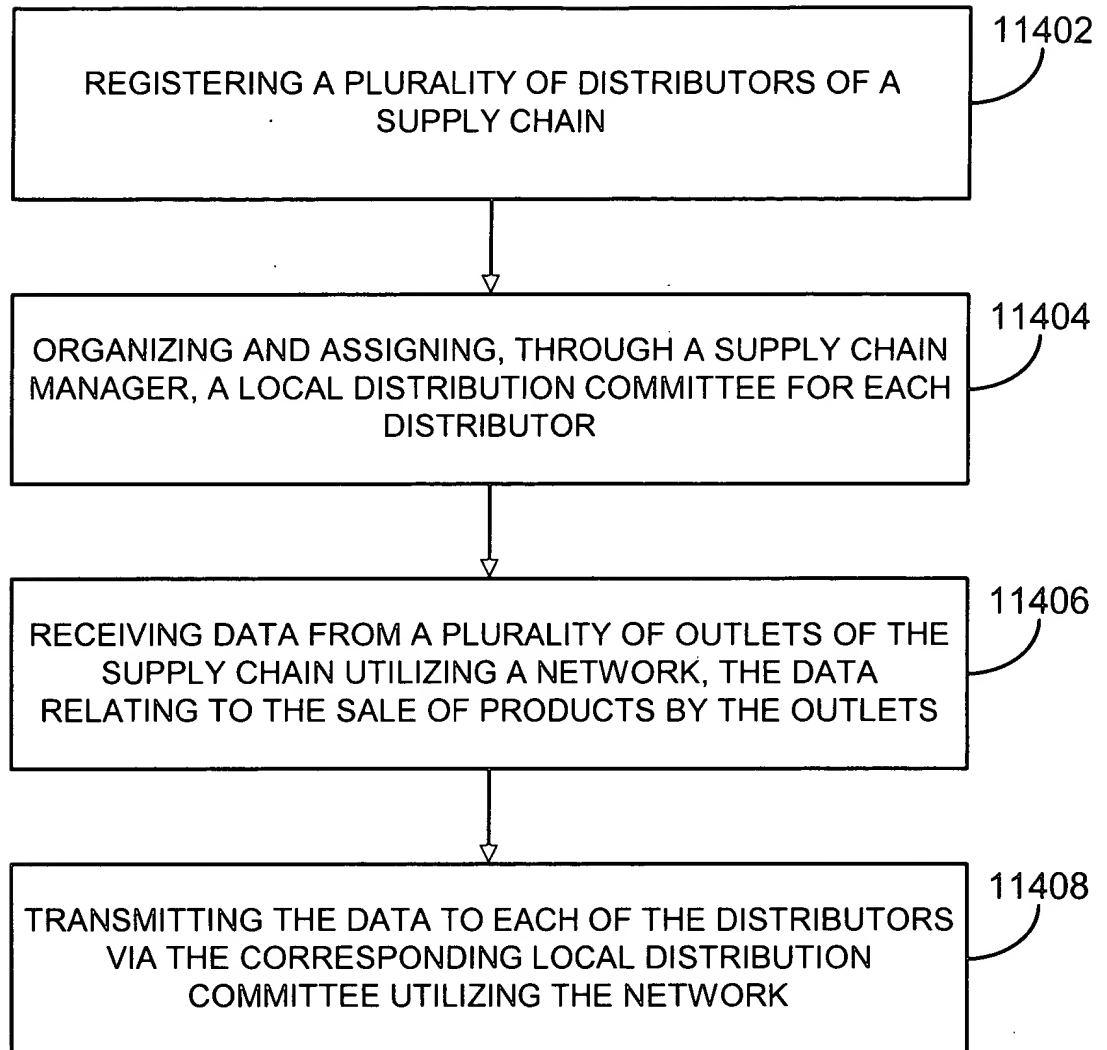 11402
REGISTERING A PLURALITY OF DISTRIBUTORS OF A
SUPPLY CHAIN
11404
ORGANIZING AND ASSIGNING, THROUGH A SUPPLY CHAIN
MANAGER, A LOCAL DISTRIBUTION COMMITTEE FOR EACH
DISTRIBUTOR
11406
RECEIVING DATA FROM A PLURALITY OF OUTLETS OF THE
SUPPLY CHAIN UTILIZING A NETWORK, THE DATA
RELATING TO THE SALE OF PRODUCTS BY THE OUTLETS
11408
TRANSMITTING THE DATA TO EACH OF THE DISTRIBUTORS
VIA THE CORRESPONDING LOCAL DISTRIBUTION
COMMITTEE UTILIZING THE NETWORK